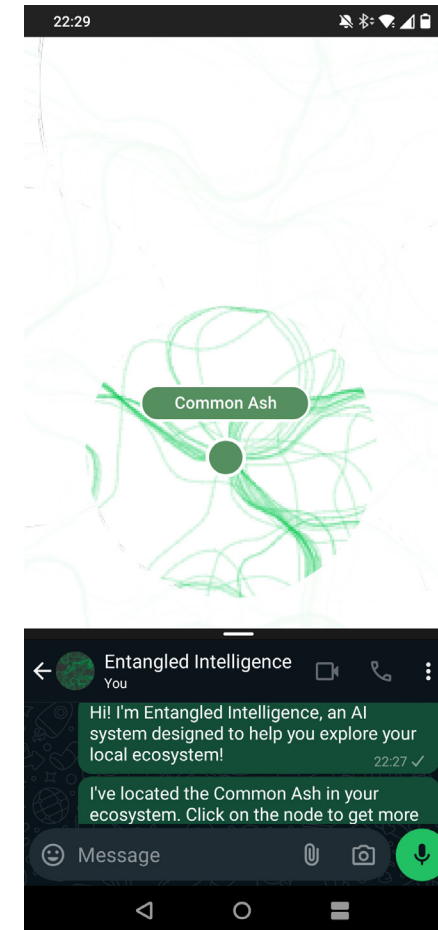 22:29
Common Ash
Entangled Intelligence
You
Hi! I'm Entangled Intelligence, an AI
system designed to help you explore your
local ecosystem!
22:27
I've located the Common Ash in your
ecosystem. Click on the node to get more
Message